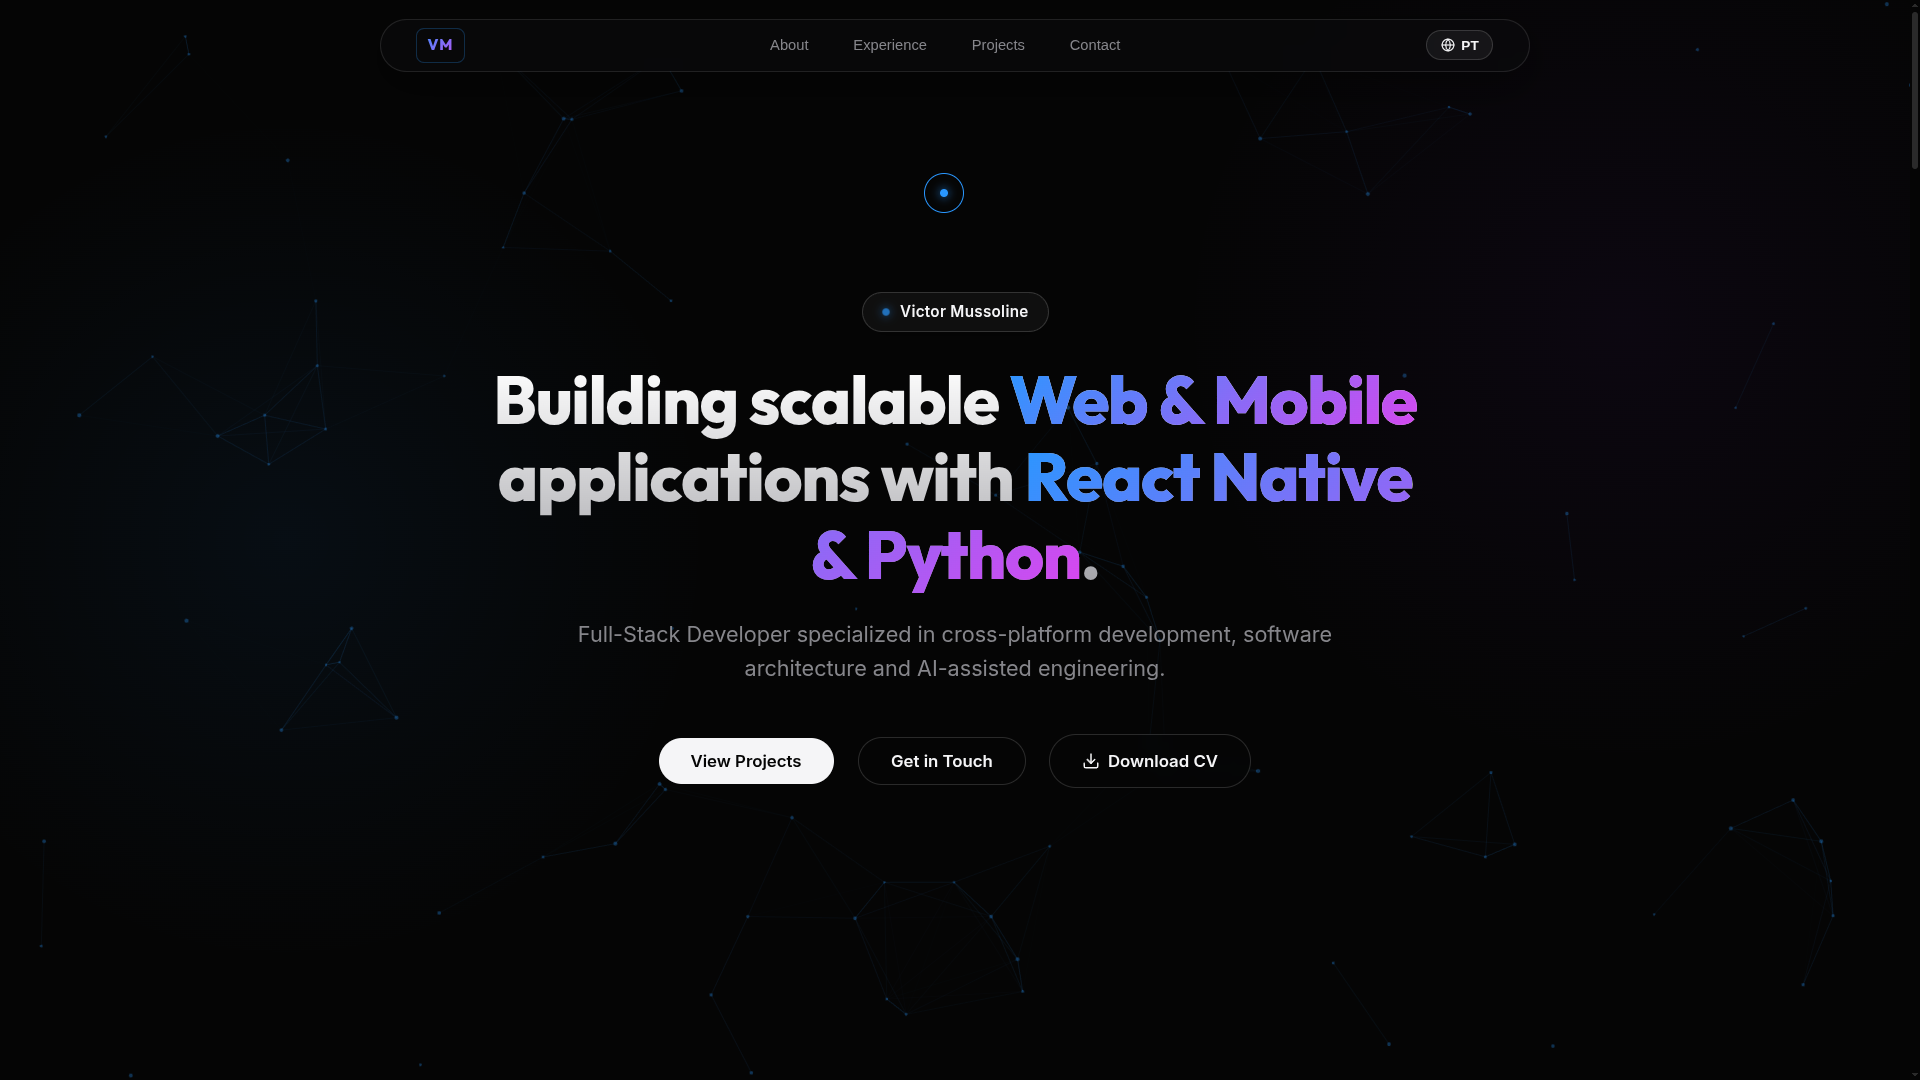 VM
About
Experience
Projects
Contact
PT
Victor Mussoline
Building scalable Web & Mobile
applications with React Native
& Python.
Full-Stack Developer specialized in cross-platform development, software
architecture and AI-assisted engineering.
View Projects
Get in Touch
Download CV